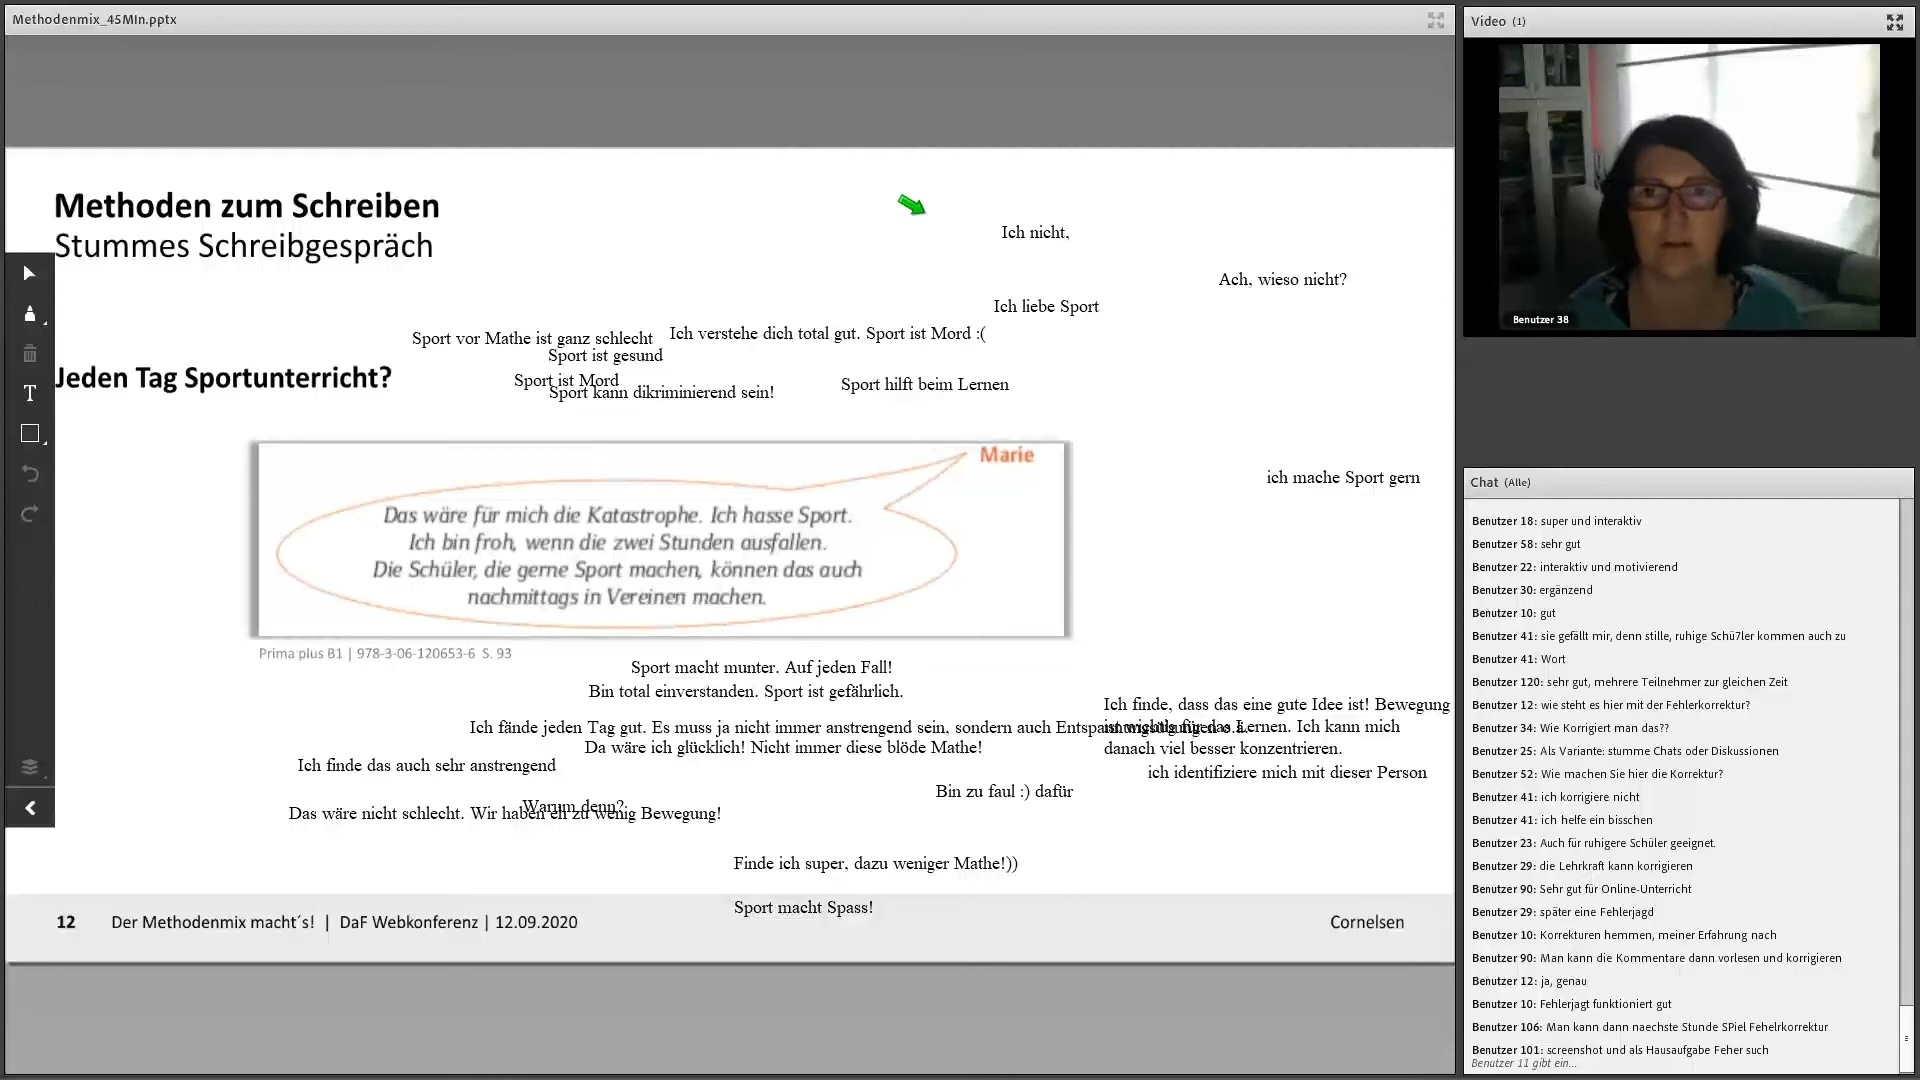 Methodenmix_45MIn.pptx
Methoden zum Schreiben
Stummes Schreibgespräch
Ich nicht,
Ach, wieso nicht?
Ich liebe Sport
Ich verstehe dich total gut. Sport ist Mord :(
Sport vor Mathe ist ganz schlecht
Sport ist gesund
Jeden Tag Sportunterricht?
Sport ist Mord
Sport kann dikriminierend sein!
Sport hilft beim Lernen
Marie
ich mache Sport gern
Das wäre für mich die Katastrophe. Ich hasse Sport.
Ich bin froh, wenn die zwei Stunden ausfallen.
Die Schüler, die gerne Sport machen, können das auch
nachmittags in Vereinen machen.
Prima plus B1 | 978-3-06-120653-6 S. 93
Sport macht munter. Auf jeden Fall!
Bin total einverstanden. Sport ist gefährlich.
Ich fände jeden Tag gut. Es muss ja nicht immer anstrengend sein, sondern auch Entspannungsübungen o.ä.
Ich finde, dass das eine gute Idee ist! Bewegung
ist wichtig für das Lernen. Ich kann mich
danach viel besser konzentrieren.
Da wäre ich glücklich! Nicht immer diese blöde Mathe!
Ich finde das auch sehr anstrengend
ich identifiziere mich mit dieser Person
Bin zu faul :) dafür
Warum denn?
Das wäre nicht schlecht. Wir haben eh zu wenig Bewegung!
Finde ich super, dazu weniger Mathe!))
Sport macht Spass!
12 Der Methodenmix macht´s! | DaF Webkonferenz | 12.09.2020 Cornelsen
Video (1)
Benutzer 38
Chat (Alle)
Benutzer 18: super und interaktiv
Benutzer 58: sehr gut
Benutzer 22: interaktiv und motivierend
Benutzer 30: ergänzend
Benutzer 10: gut
Benutzer 41: sie gefällt mir, denn stille, ruhige Schü7ler kommen auch zu
Benutzer 41: Wort
Benutzer 120: sehr gut, mehrere Teilnehmer zur gleichen Zeit
Benutzer 12: wie steht es hier mit der Fehlerkorrektur?
Benutzer 34: Wie Korrigiert man das??
Benutzer 25: Als Variante: stumme Chats oder Diskussionen
Benutzer 52: Wie machen Sie hier die Korrektur?
Benutzer 41: ich korrigiere nicht
Benutzer 41: ich helfe ein bisschen
Benutzer 23: Auch für ruhigere Schüler geeignet.
Benutzer 29: die Lehrkraft kann korrigieren
Benutzer 90: Sehr gut für Online-Unterricht
Benutzer 29: später eine Fehlerjagd
Benutzer 10: Korrekturen hemmen, meiner Erfahrung nach
Benutzer 90: Man kann die Kommentare dann vorlesen und korrigieren
Benutzer 12: ja, genau
Benutzer 10: Fehlerjagt funktioniert gut
Benutzer 106: Man kann dann naechste Stunde SPiel Fehelrkorrektur
Benutzer 101: screenshot und als Hausaufgabe Feher such
Benutzer 11 gibt ein...